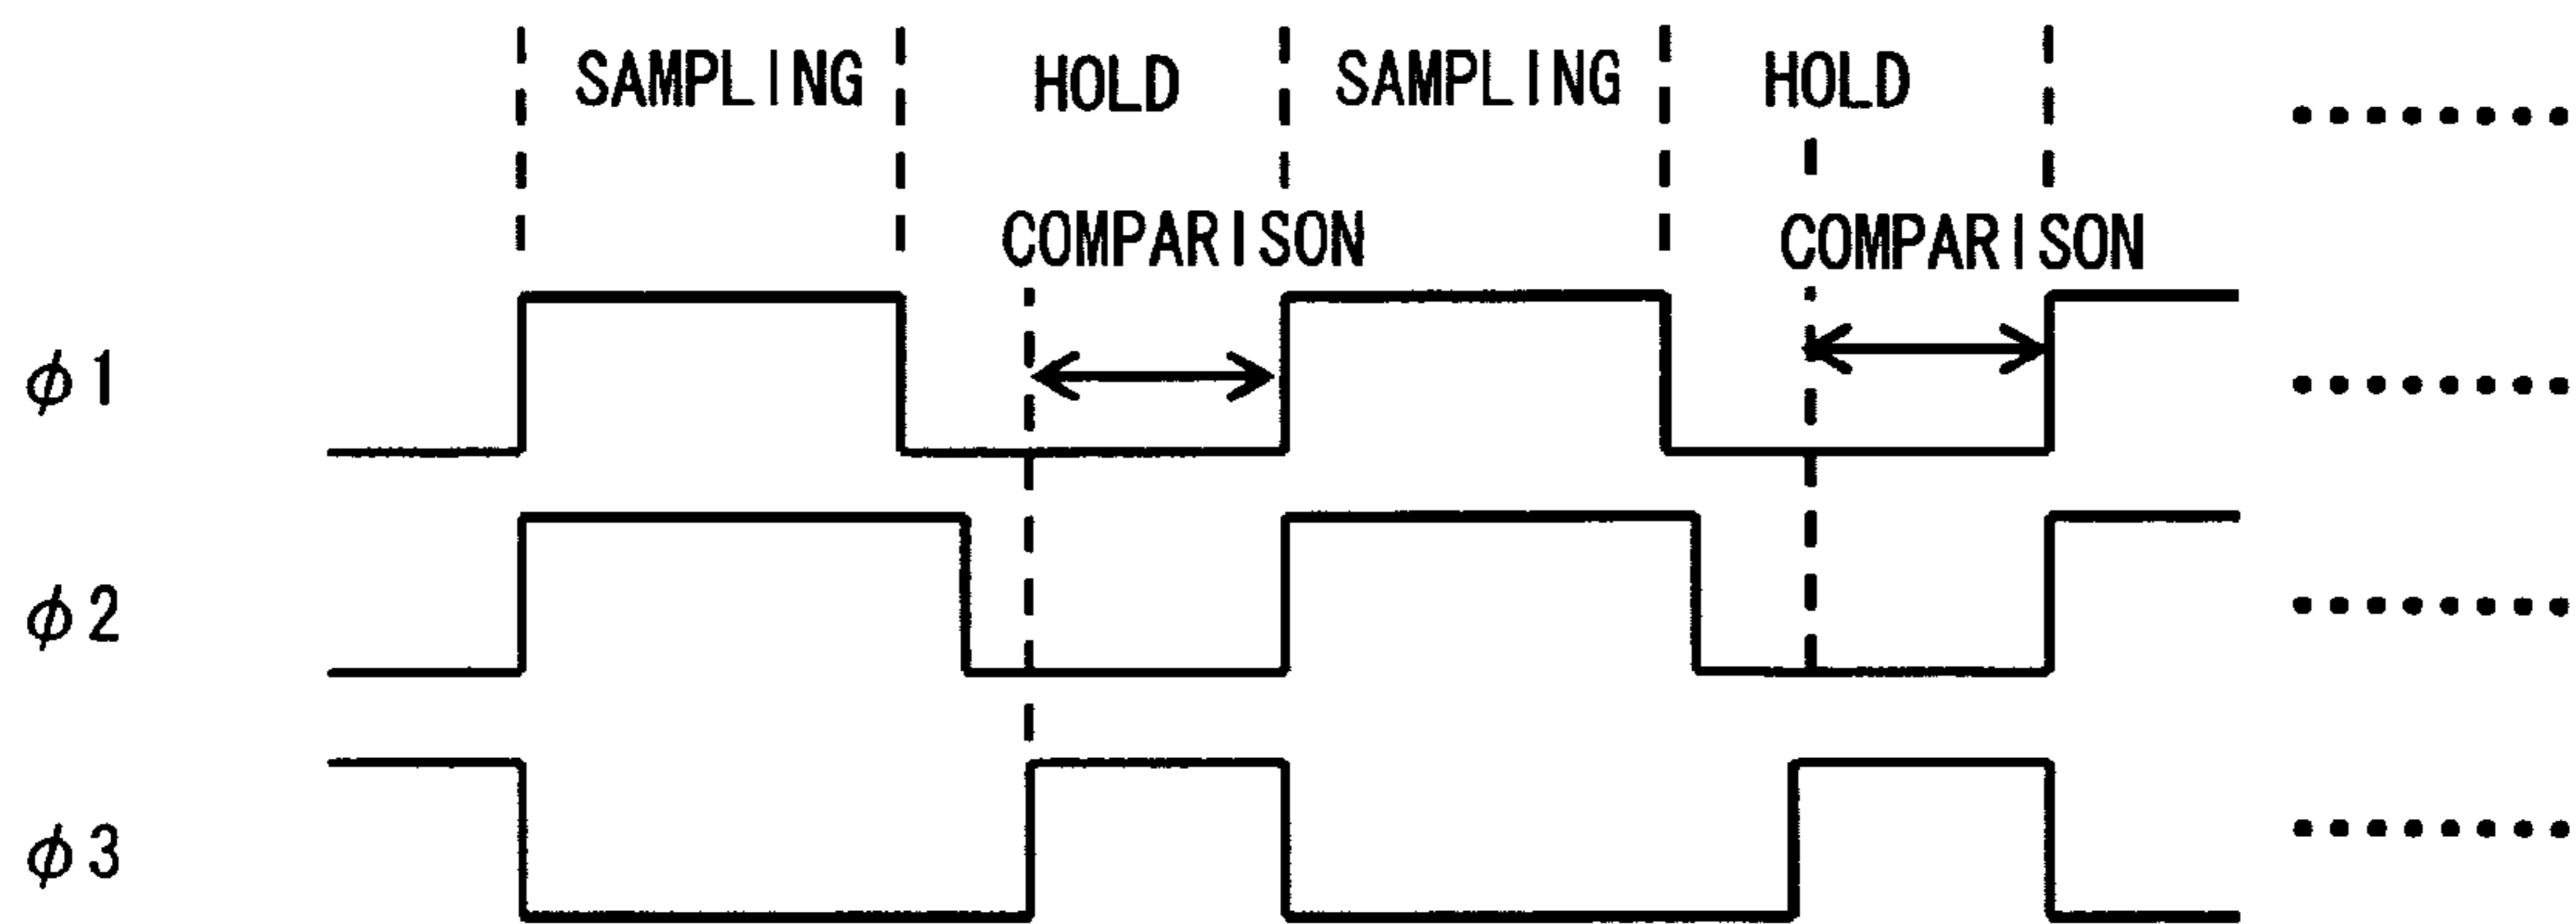 SAMPLING HOLD SAMPLING HOLD ........
COMPARISON COMPARISON
ϕ1 ........
ϕ2 ........
ϕ3 ........